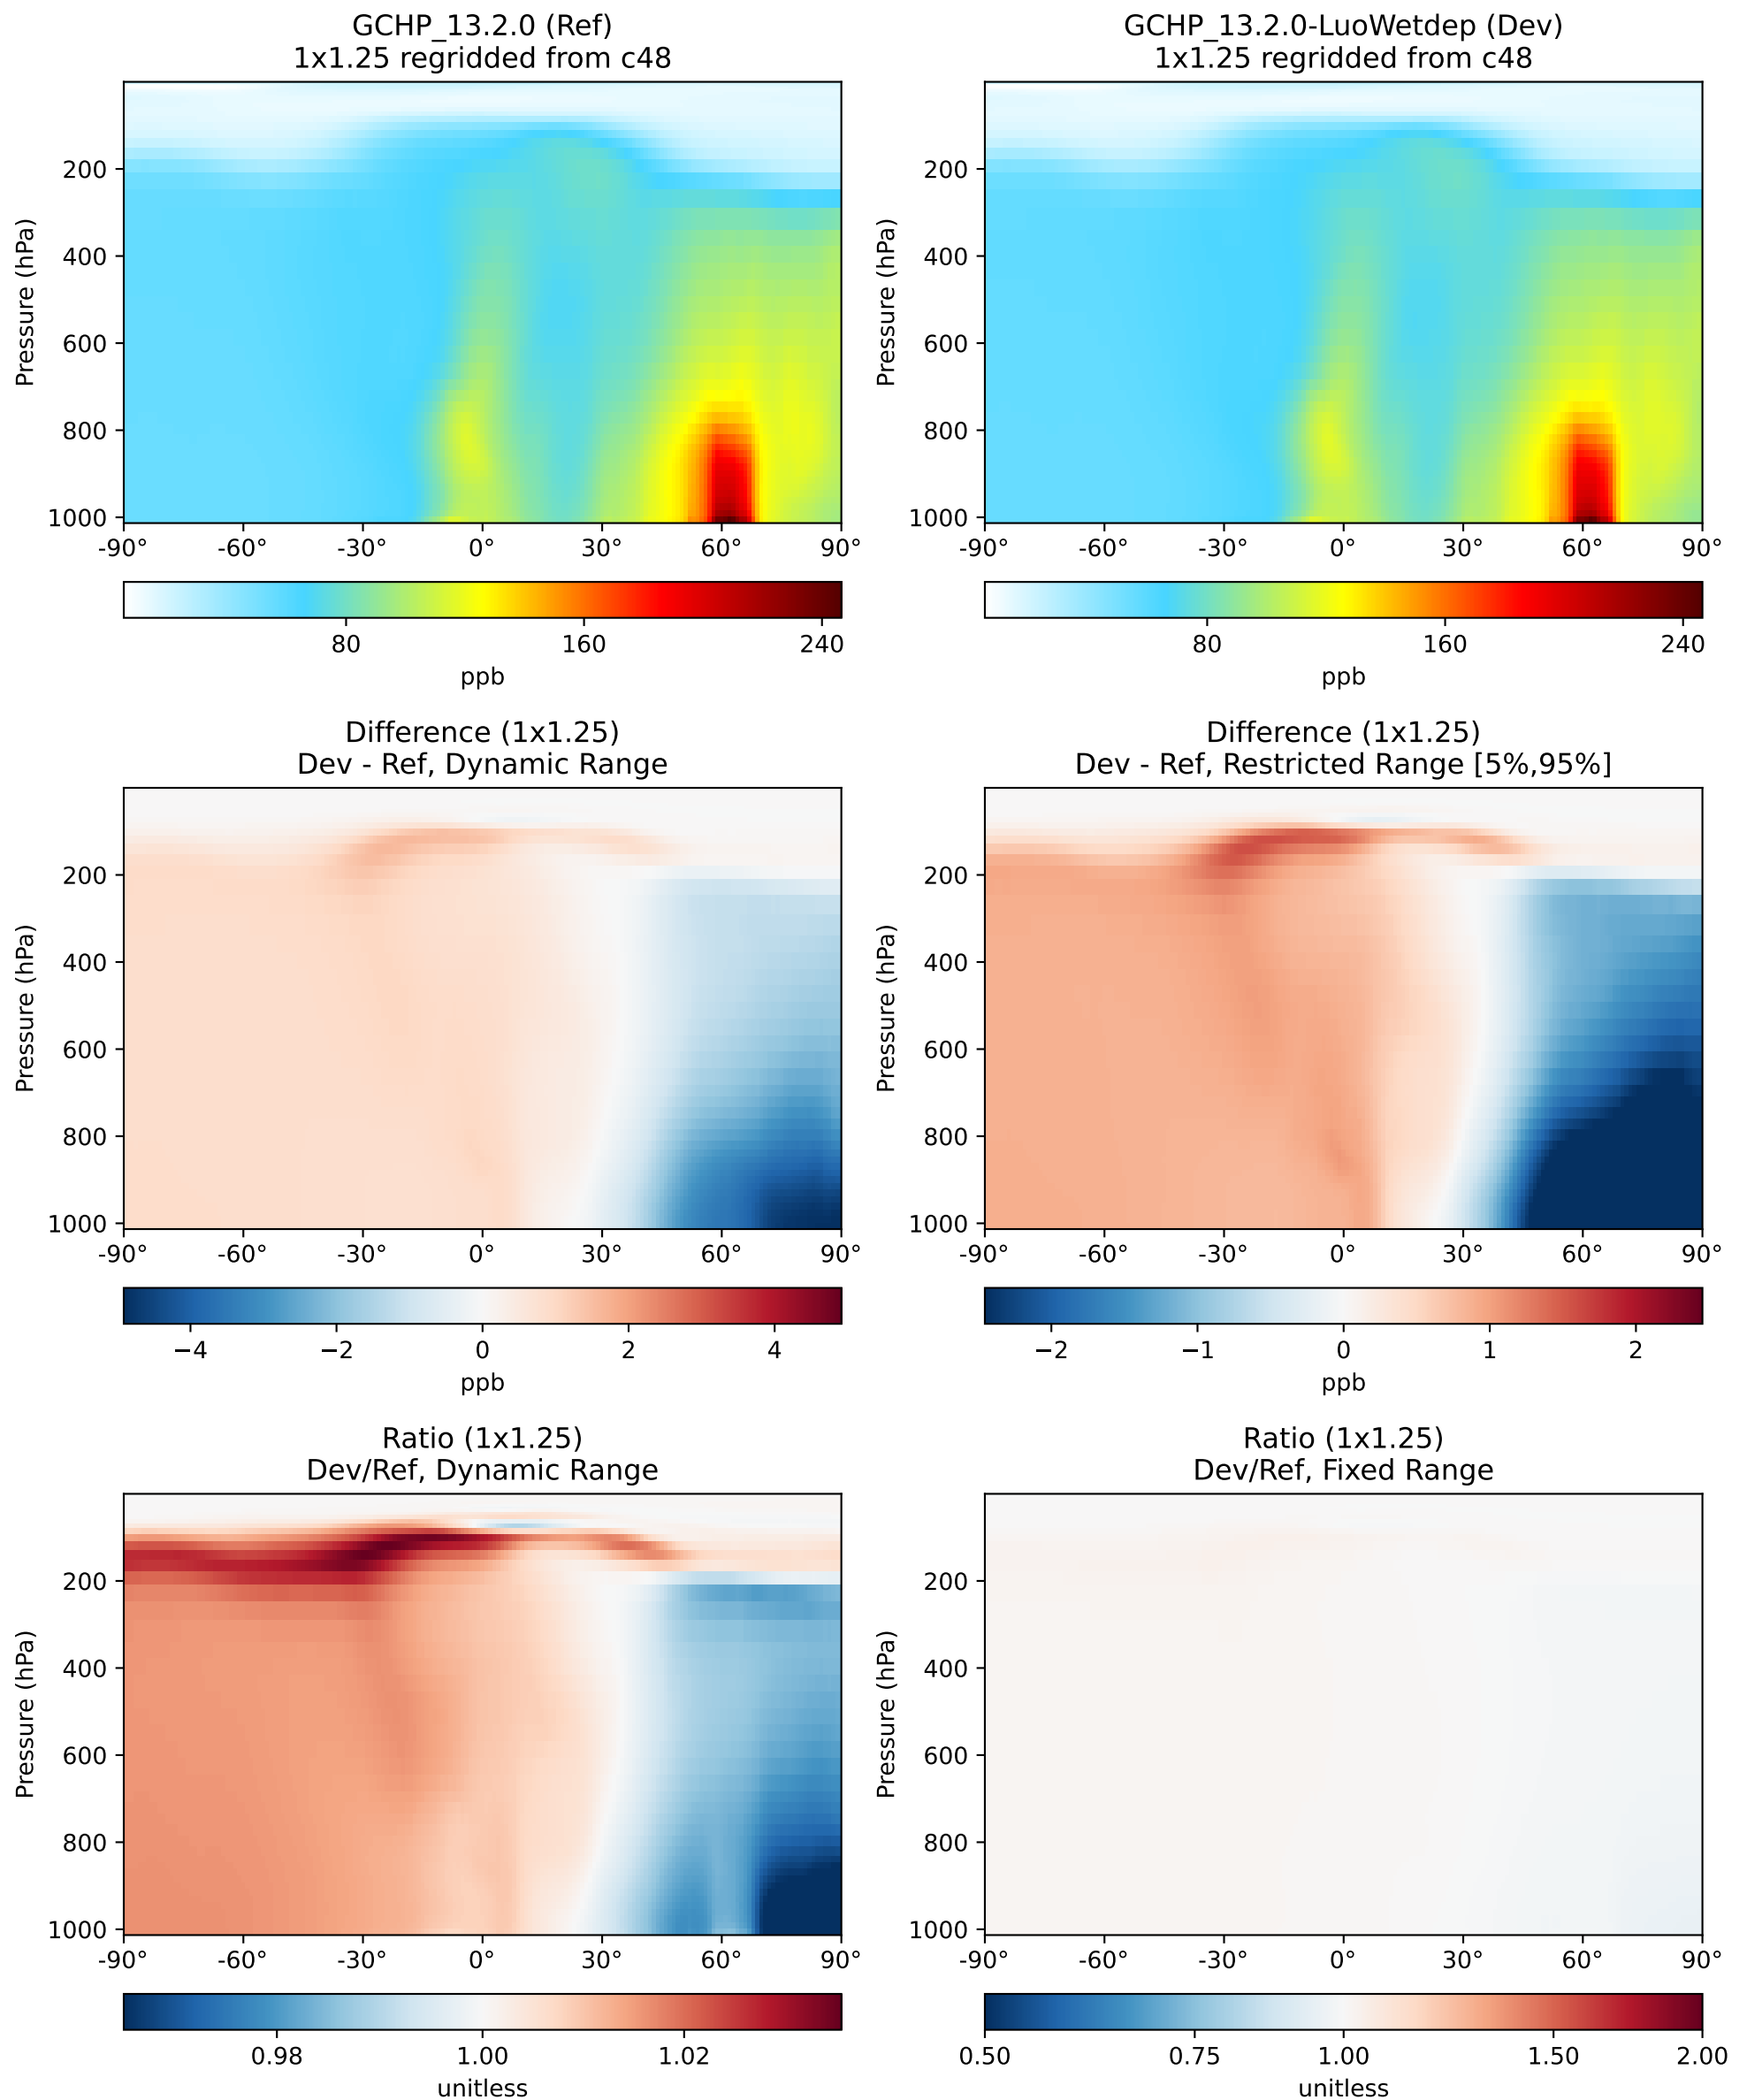 GCHP_13.2.0 (Ref)
1x1.25 regridded from c48
Pressure (hPa)
200
400
600
800
1000
-90° -60° -30° 0° 30° 60° 90°
80 160 240
ppb
GCHP_13.2.0-LuoWetdep (Dev)
1x1.25 regridded from c48
Pressure (hPa)
200
400
600
800
1000
-90° -60° -30° 0° 30° 60° 90°
80 160 240
ppb
Difference (1x1.25)
Dev - Ref, Dynamic Range
Pressure (hPa)
200
400
600
800
1000
-90° -60° -30° 0° 30° 60° 90°
−4 −2 0 2 4
ppb
Difference (1x1.25)
Dev - Ref, Restricted Range [5%,95%]
Pressure (hPa)
200
400
600
800
1000
-90° -60° -30° 0° 30° 60° 90°
−2 −1 0 1 2
ppb
Ratio (1x1.25)
Dev/Ref, Dynamic Range
Pressure (hPa)
200
400
600
800
1000
-90° -60° -30° 0° 30° 60° 90°
0.98 1.00 1.02
unitless
Ratio (1x1.25)
Dev/Ref, Fixed Range
Pressure (hPa)
200
400
600
800
1000
-90° -60° -30° 0° 30° 60° 90°
0.50 0.75 1.00 1.50 2.00
unitless